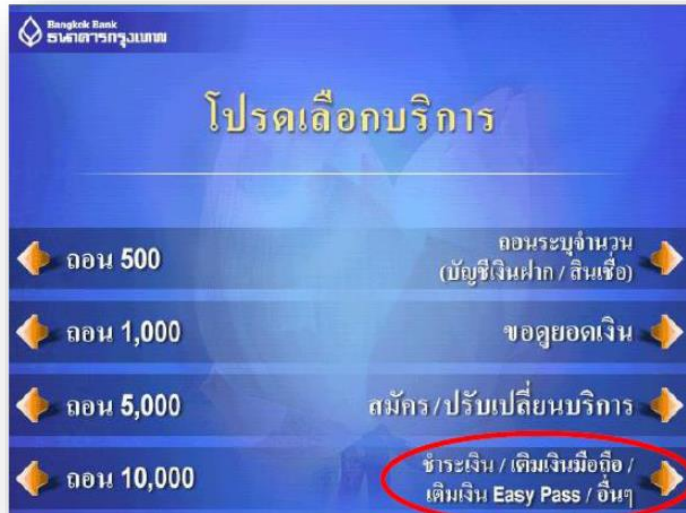 Bangkok Bank
ธนาคารกรุงเทพ
โปรดเลือกบริการ
ถอน 500
ถอนระบุจำนวน
(บัญชีเงินฝาก / สินเชื่อ)
ถอน 1,000
ขอดูยอดเงิน
ถอน 5,000
สมัคร/ปรับเปลี่ยนบริการ
ถอน 10,000
ชำระเงิน / เติมเงินมือถือ /
เติมเงิน Easy Pass / อื่นๆ